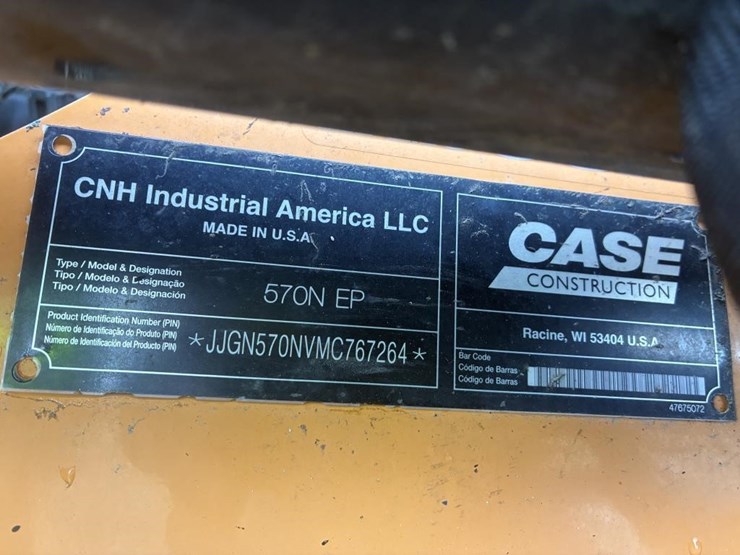 CNH Industrial America LLC
MADE IN U.S.A.
Type / Model & Designation
Tipo / Modelo & Designação
Tipo / Modelo & Designación
570N EP
Product Identification Number (PIN)
Número de Identificação do Produto (PIN)
Número de Identificación del Producto (PIN)
*JJGN570NVMC767264*
CASE
CONSTRUCTION
Racine, WI 53404 U.S.A.
Bar Code
Código de Barras
Código de Barras
47675072